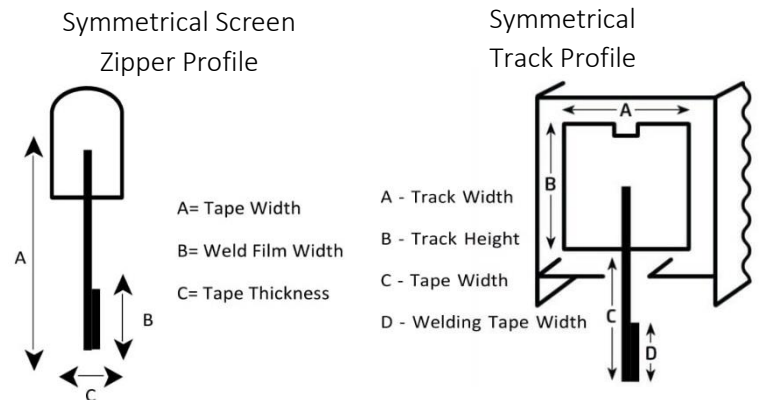 Symmetrical Screen
Zipper Profile
A
B
C
A= Tape Width
B= Weld Film Width
C= Tape Thickness
Symmetrical
Track Profile
A - Track Width
B - Track Height
C - Tape Width
D - Welding Tape Width
A
B
C
D